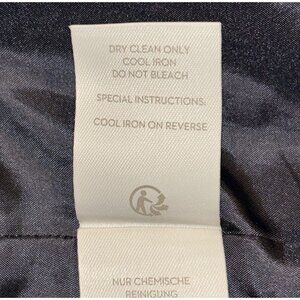 DRY CLEAN ONLY
COOL IRON
DO NOT BLEACH
SPECIAL INSTRUCTIONS:
COOL IRON ON REVERSE
NUR CHEMISCHE
REINIGUNG